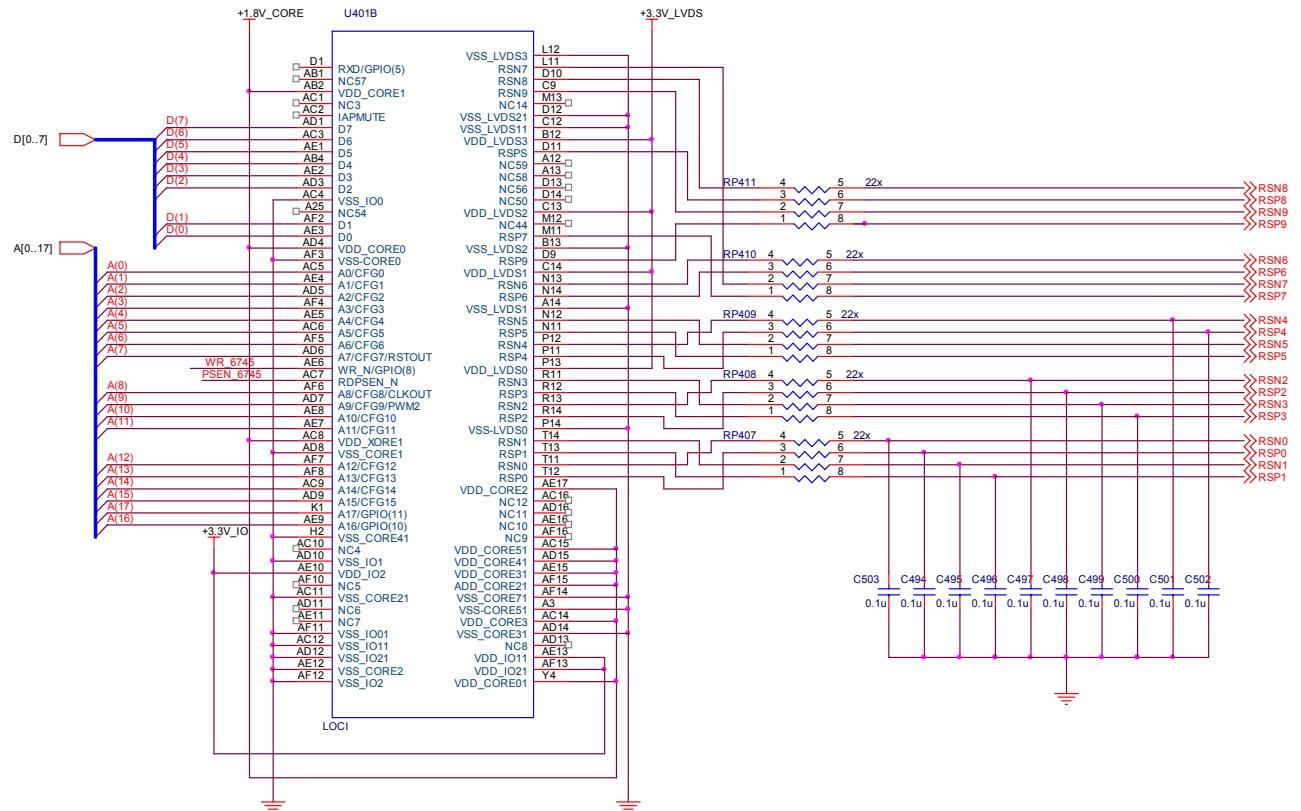 +1.8V_CORE
U401B
+3.3V_LVDS
D[0..7]
A[0..17]
D(7)
D(6)
D(5)
D(4)
D(3)
D(2)
D(1)
D(0)
A(0)
A(1)
A(2)
A(3)
A(4)
A(5)
A(6)
A(7)
WR_6745
PSEN_6745
A(8)
A(9)
A(10)
A(11)
A(12)
A(13)
A(14)
A(15)
A(17)
A(16)
+3.3V_IO
D1 RXD/GPIO(5)
AB1 NC57
AB2 VDD_CORE1
AC1 NC3
AC2 IAPMUTE
AD1 D7
AC3 D6
AE1 D5
AB4 D4
AE2 D3
AD3 D2
AC4 VSS_IO0
A25 NC54
AF2 D1
AE3 D0
AD4 VDD_CORE0
AF3 VSS-CORE0
AC5 A0/CFG0
AE4 A1/CFG1
AD5 A2/CFG2
AF4 A3/CFG3
AE5 A4/CFG4
AC6 A5/CFG5
AF5 A6/CFG6
AD6 A7/CFG7/RSTOUT
AE6 WR_N/GPIO(8)
AC7 RDPSEN_N
AF6 A8/CFG8/CLKOUT
AD7 A9/CFG9/PWM2
AE8 A10/CFG10
AE7 A11/CFG11
AC8 VDD_XORE1
AD8 VSS_CORE1
AF7 A12/CFG12
AF8 A13/CFG13
AC9 A14/CFG14
AD9 A15/CFG15
K1 A17/GPIO(11)
AE9 A16/GPIO(10)
H2 VSS_CORE41
AC10 NC4
AD10 VSS_IO1
AE10 VDD_IO2
AF10 NC5
AC11 VSS_CORE21
AD11 NC6
AE11 NC7
AF11 VSS_IO01
AC12 VSS_IO11
AD12 VSS_IO21
AE12 VSS_CORE2
AF12 VSS_IO2
LOCI
VSS_LVDS3 L12
RSN7 L11
RSN8 D10
RSN9 C9
NC14 M13
VSS_LVDS21 D12
VSS_LVDS11 C12
VDD_LVDS3 B12
RSPS D11
NC59 A12
NC58 A13
NC56 D13
NC50 D14
VDD_LVDS2 C13
NC44 M12
RSP7 M11
VSS_LVDS2 B13
RSP9 D9
VDD_LVDS1 C14
RSN6 N13
RSP6 N14
VSS_LVDS1 A14
RSN5 N12
RSP5 N11
RSN4 P12
RSP4 P11
VDD_LVDS0 P13
RSN3 R11
RSP3 R12
RSN2 R13
RSP2 R14
VSS-LVDS0 P14
RSN1 T14
RSP1 T13
RSN0 T11
RSP0 T12
VDD_CORE2 AE17
NC12 AC16
NC11 AD16
NC10 AE16
NC9 AF16
VDD_CORE51 AC15
VDD_CORE41 AD15
VDD_CORE31 AE15
ADD_CORE21 AF15
VSS_CORE71 AF14
VSS-CORE51 A3
VDD_CORE3 AC14
VSS_CORE31 AD14
NC8 AD13
VDD_IO11 AE13
VDD_IO21 AF13
VDD_CORE01 Y4
RP411 4 5 22x RSN8
3 6 RSP8
2 7 RSN9
1 8 RSP9
RP410 4 5 22x RSN6
3 6 RSP6
2 7 RSN7
1 8 RSP7
RP409 4 5 22x RSN4
3 6 RSP4
2 7 RSN5
1 8 RSP5
RP408 4 5 22x RSN2
3 6 RSP2
2 7 RSN3
1 8 RSP3
RP407 4 5 22x RSN0
3 6 RSP0
2 7 RSN1
1 8 RSP1
C503 C494 C495 C496 C497 C498 C499 C500 C501 C502
0.1u 0.1u 0.1u 0.1u 0.1u 0.1u 0.1u 0.1u 0.1u 0.1u